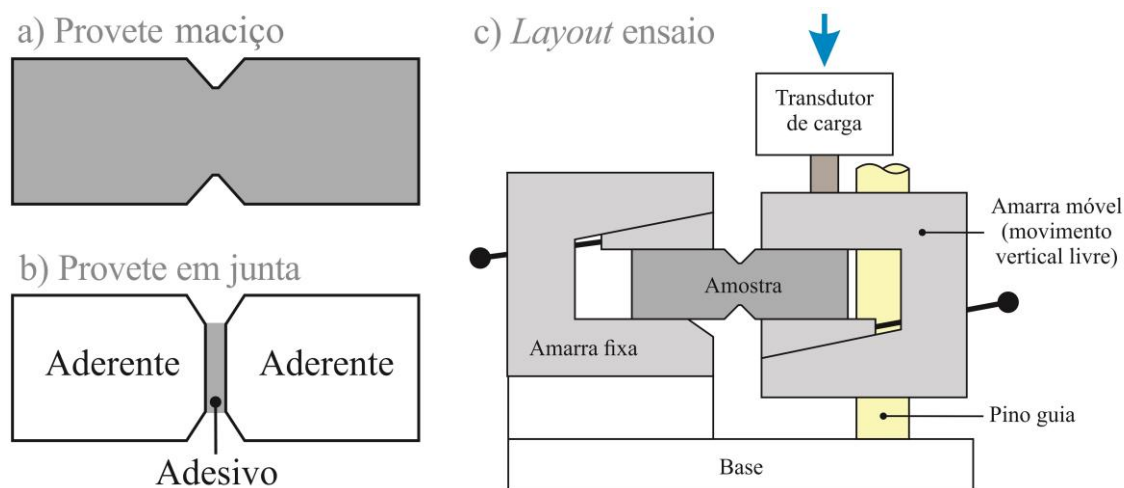 a) Provete maciço
b) Provete em junta
Aderente
Aderente
Adesivo
c) Layout ensaio
Transdutor
de carga
Amarra móvel
(movimento
vertical livre)
Amostra
Amarra fixa
Pino guia
Base